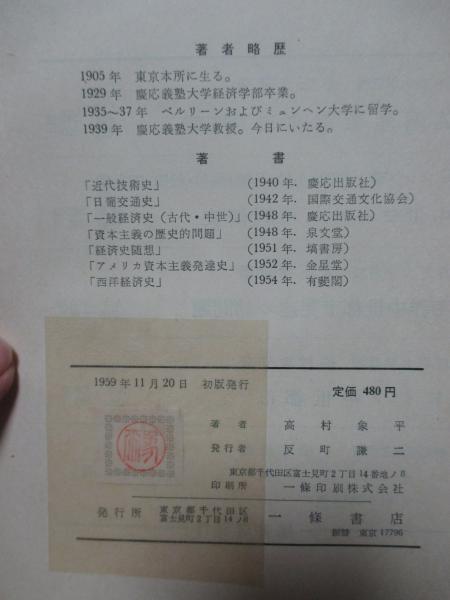 著者略歴
1905年 東京本所に生る。
1929年 慶応義塾大学経済学部卒業。
1935～37年 ベルリーンおよびミュンヘン大学に留学。
1939年 慶応義塾大学教授。今日にいたる。
著書
「近代技術史」 (1940年．慶応出版社)
「日葡交通史」 (1942年．国際交通文化協会)
「一般経済史（古代・中世）」 (1948年．慶応出版社)
「資本主義の歴史的問題」 (1948年．泉文堂)
「経済史随想」 (1951年．塙書房)
「アメリカ資本主義発達史」 (1952年．金星堂)
「西洋経済史」 (1954年．有斐閣)
1959年11月20日 初版発行
定価 480円
著者 高村象平
発行者 反町謙二
東京都千代田区富士見町2丁目14番地ノ8
印刷所 一條印刷株式会社
発行所 東京都千代田区
富士見町2丁目14ノ8
一條書店
振替 東京 17796